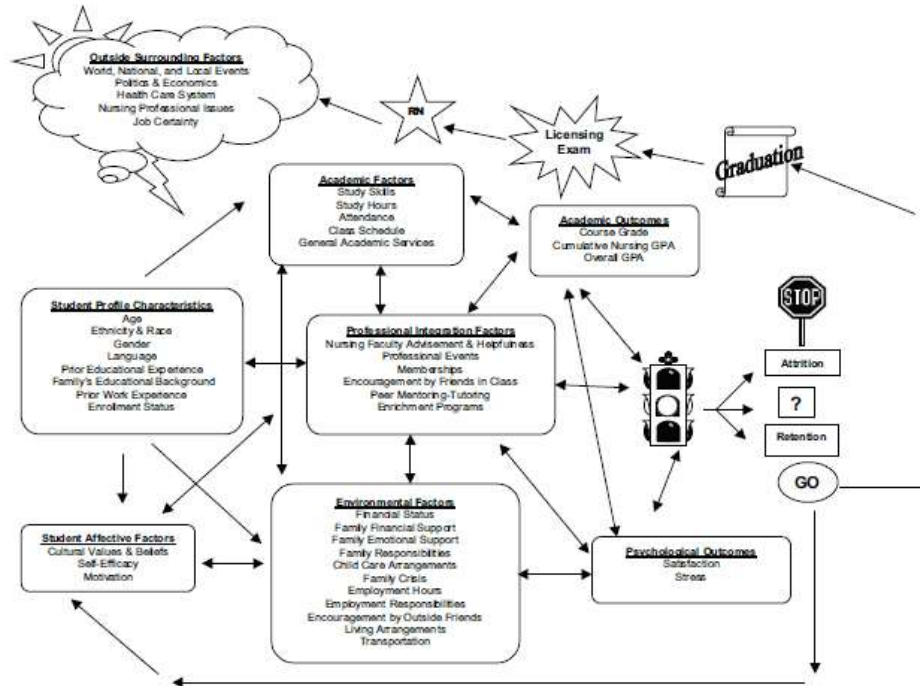 Outside Surrounding Factors
World, National, and Local Events
Politics & Economics
Health Care System
Nursing Professional Issues
Job Certainty
RN
Licensing
Exam
Graduation
Academic Factors
Study Skills
Study Hours
Attendance
Class Schedule
General Academic Services
Academic Outcomes
Course Grade
Cumulative Nursing GPA
Overall GPA
STOP
Student Profile Characteristics
Age
Ethnicity & Race
Gender
Language
Prior Educational Experience
Family's Educational Background
Prior Work Experience
Enrollment Status
Professional Integration Factors
Nursing Faculty Advisement & Helpfulness
Professional Events
Memberships
Encouragement by Friends in Class
Peer Mentoring-Tutoring
Enrichment Programs
Attrition
?
Retention
GO
Student Affective Factors
Cultural Values & Beliefs
Self-Efficacy
Motivation
Environmental Factors
Financial Status
Family Financial Support
Family Emotional Support
Family Responsibilities
Child Care Arrangements
Family Crisis
Employment Hours
Employment Responsibilities
Encouragement by Outside Friends
Living Arrangements
Transportation
Psychological Outcomes
Satisfaction
Stress